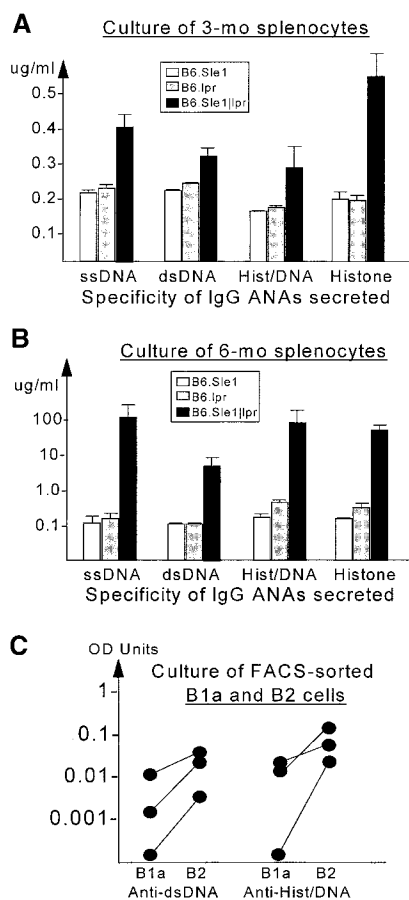 A
Culture of 3-mo splenocytes
ug/ml
B6.Sle1
B6.lpr
B6.Sle1|lpr
0.5
0.4
0.3
0.2
0.1
ssDNA dsDNA Hist/DNA Histone
Specificity of IgG ANAs secreted
B
Culture of 6-mo splenocytes
ug/ml
B6.Sle1
B6.lpr
B6.Sle1|lpr
100
10
1.0
0.1
ssDNA dsDNA Hist/DNA Histone
Specificity of IgG ANAs secreted
C
OD Units
Culture of FACS-sorted
B1a and B2 cells
1
0.1
0.01
0.001
B1a B2 B1a B2
Anti-dsDNA Anti-Hist/DNA